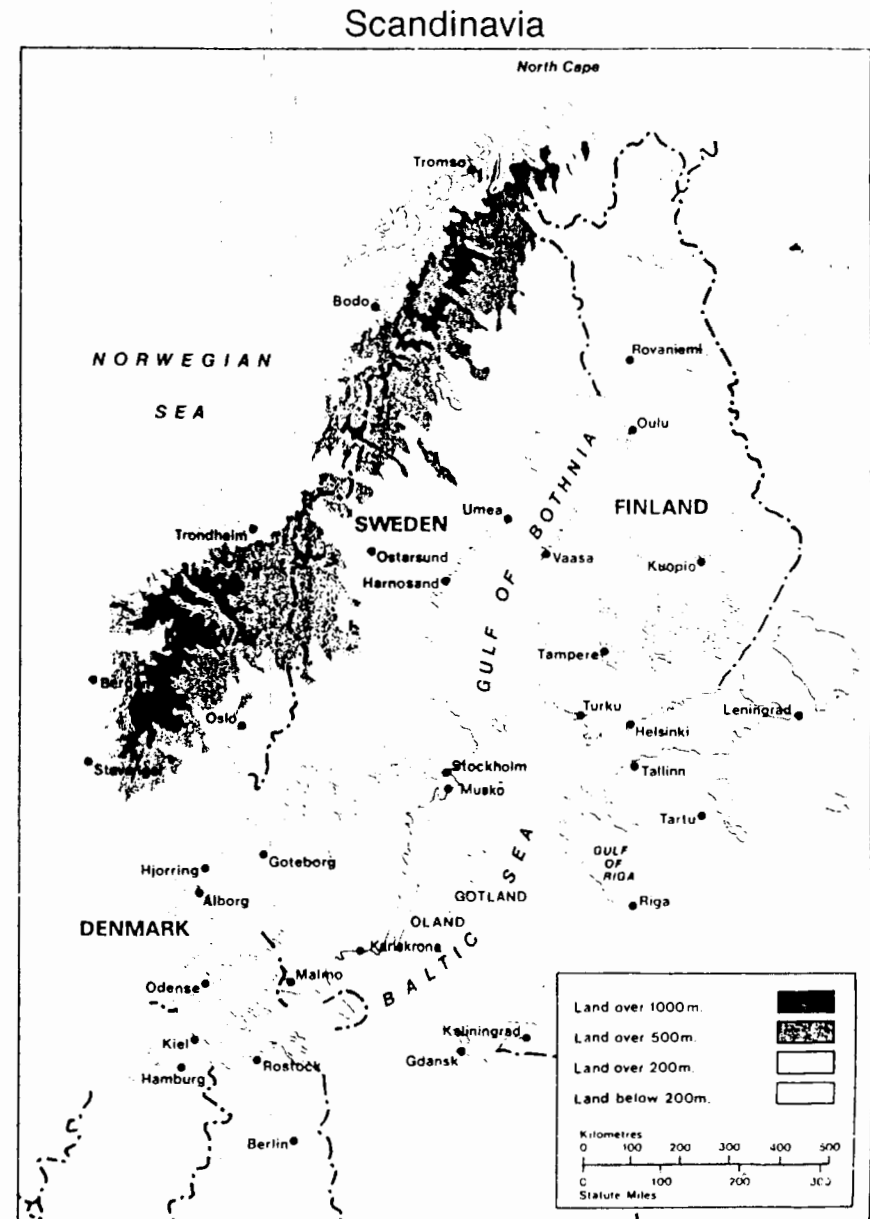 Scandinavia
North Cape
Tromso
Bodo
NORWEGIAN
SEA
Rovaniemi
Oulu
GULF OF BOTHNIA
Umea
FINLAND
SWEDEN
Trondheim
Ostersund
Vaasa
Kuopio
Harnosand
Tampere
Bergen
Oslo
Turku
Leningrad
Helsinki
Stavanger
Stockholm
Tallinn
Musko
Tartu
Goteborg
GULF
OF
RIGA
Hjorring
Alborg
GOTLAND
Riga
DENMARK
OLAND
Karlskrona
BALTIC SEA
Odense
Malmo
Kiel
Kaliningrad
Gdansk
Hamburg
Rostock
Berlin
Land over 1000m.
Land over 500m.
Land over 200m.
Land below 200m.
Kilometres
0 100 200 300 400 500
0 100 200 300
Statute Miles